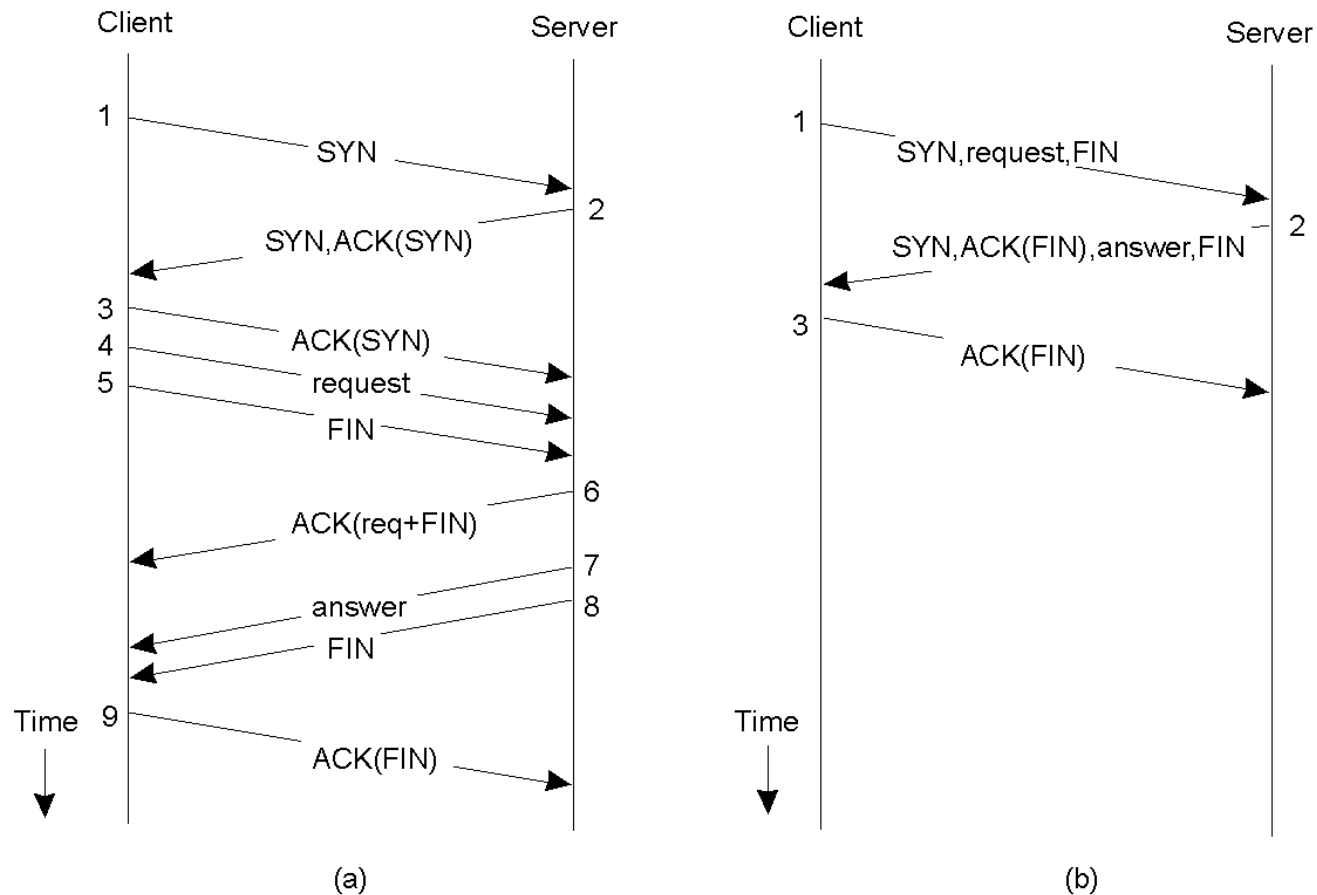 Client
Server
1
SYN
2
SYN,ACK(SYN)
3
ACK(SYN)
4
request
5
FIN
6
ACK(req+FIN)
7
answer
8
FIN
Time
9
ACK(FIN)
(a)
Client
Server
1
SYN,request,FIN
2
SYN,ACK(FIN),answer,FIN
3
ACK(FIN)
Time
(b)